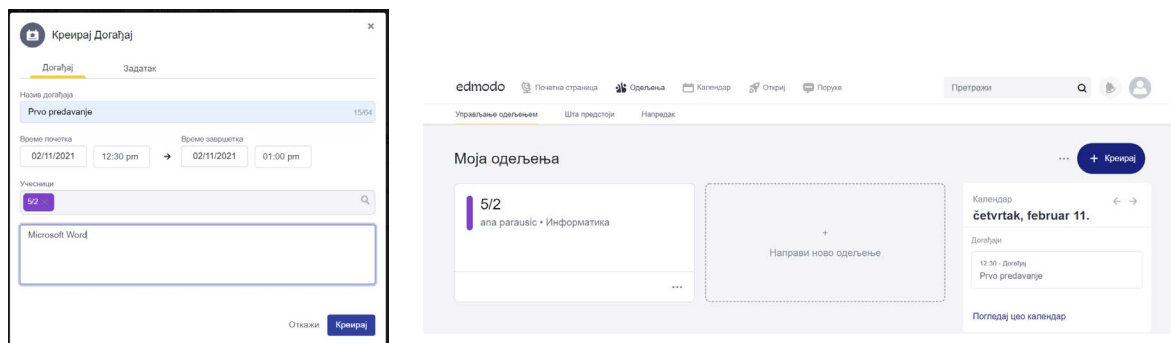 Креирај Догађај
×
Догађај Задатак
Назив догађаја
Prvo predavanje 15/64
Време почетка Време завршетка
02/11/2021 12:30 pm → 02/11/2021 01:00 pm
Учесници
5/2 ×
Microsoft Word
Откажи Креирај
edmodo Почетна страница Одељења Календар Откриј Поруке Претражи
Управљање одељењем Шта предстоји Напредак
Моја одељења
... + Креирај
5/2
ana parausic • Информатика
...
+
Направи ново одељење
Календар ← →
četvrtak, februar 11.
Догађаји
12:30 - Догађај
Prvo predavanje
Погледај цео календар